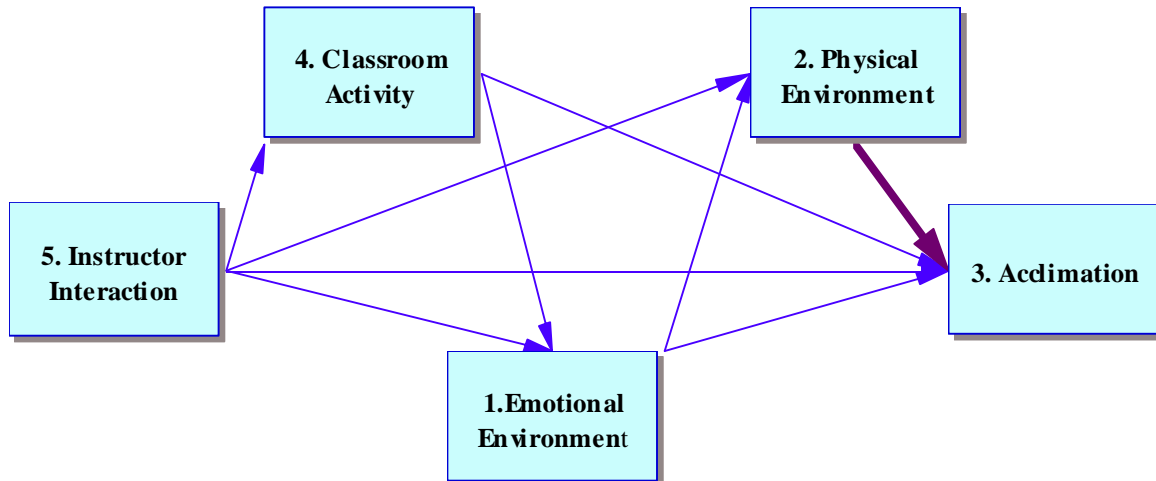 4. Classroom
Activity
2. Physical
Environment
5. Instructor
Interaction
3. Acclimation
1.Emotional
Environment